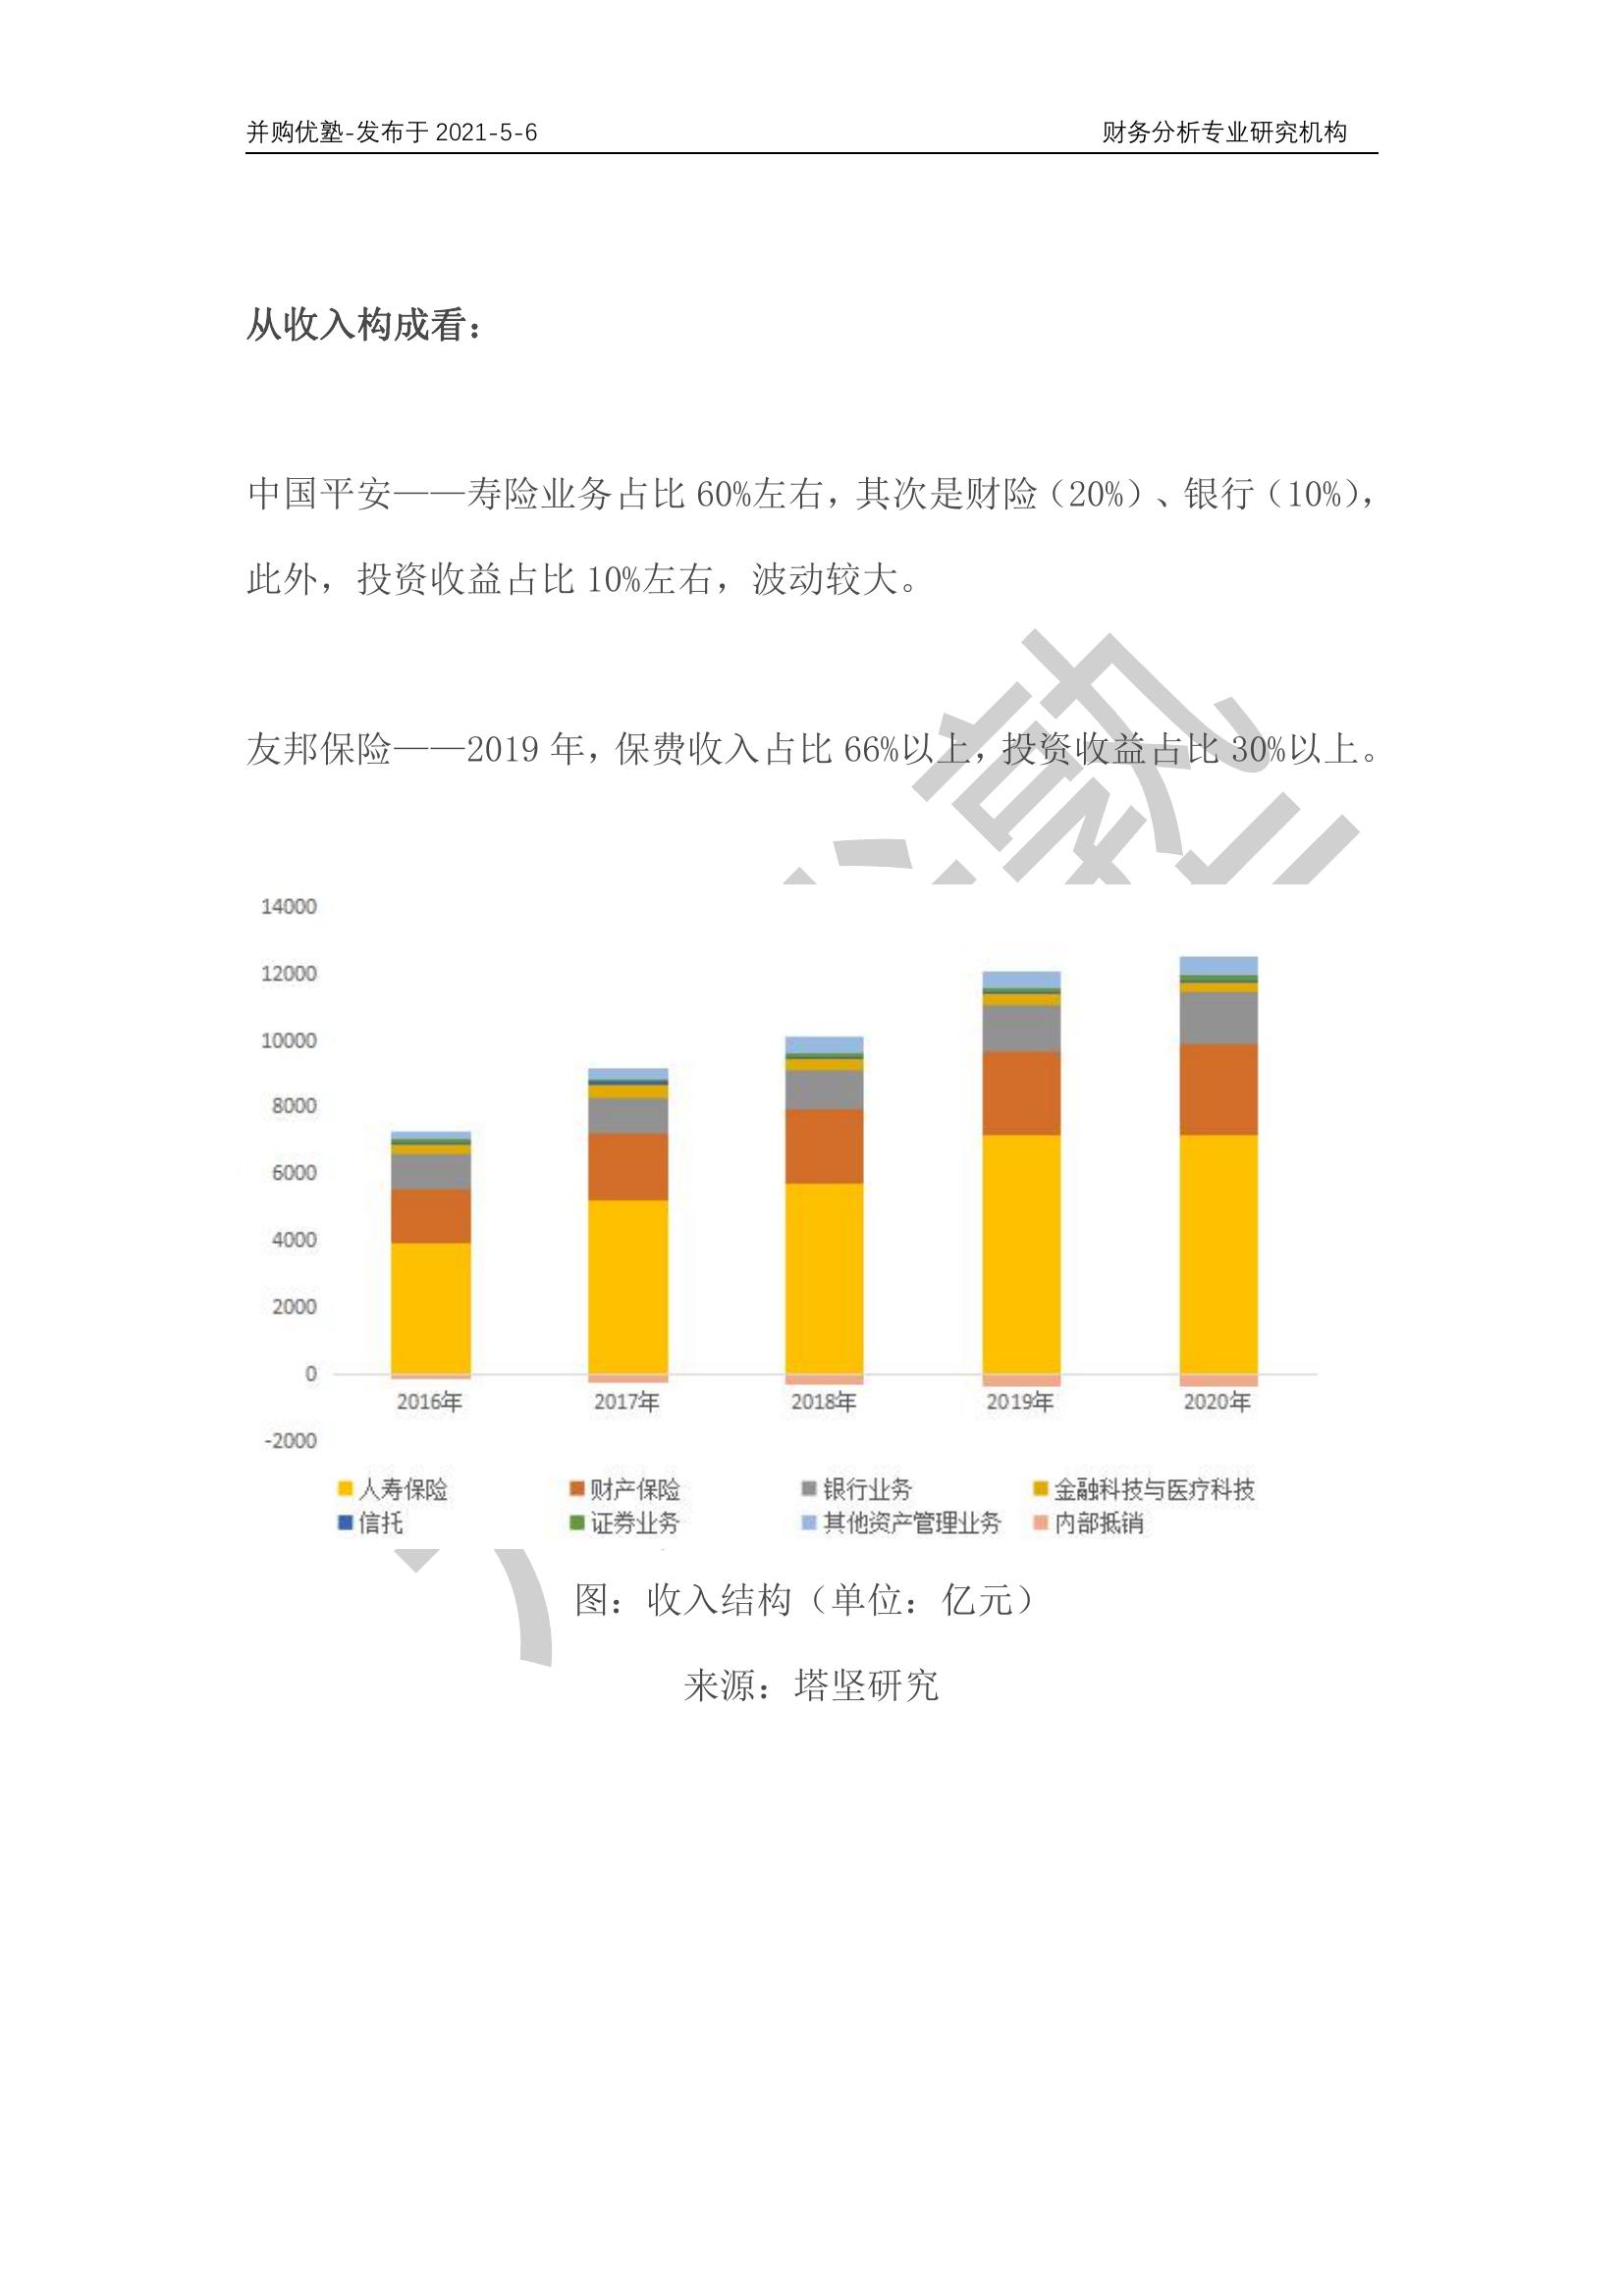 并购优塾-发布于 2021-5-6 财务分析专业研究机构
从收入构成看：
中国平安——寿险业务占比 60%左右，其次是财险（20%）、银行（10%），
此外，投资收益占比 10%左右，波动较大。
友邦保险——2019 年，保费收入占比 66%以上，投资收益占比 30%以上。
14000
12000
10000
8000
6000
4000
2000
0
2016年 2017年 2018年 2019年 2020年
-2000
人寿保险 财产保险 银行业务 金融科技与医疗科技
信托 证券业务 其他资产管理业务 内部抵销
图：收入结构（单位：亿元）
来源：塔坚研究